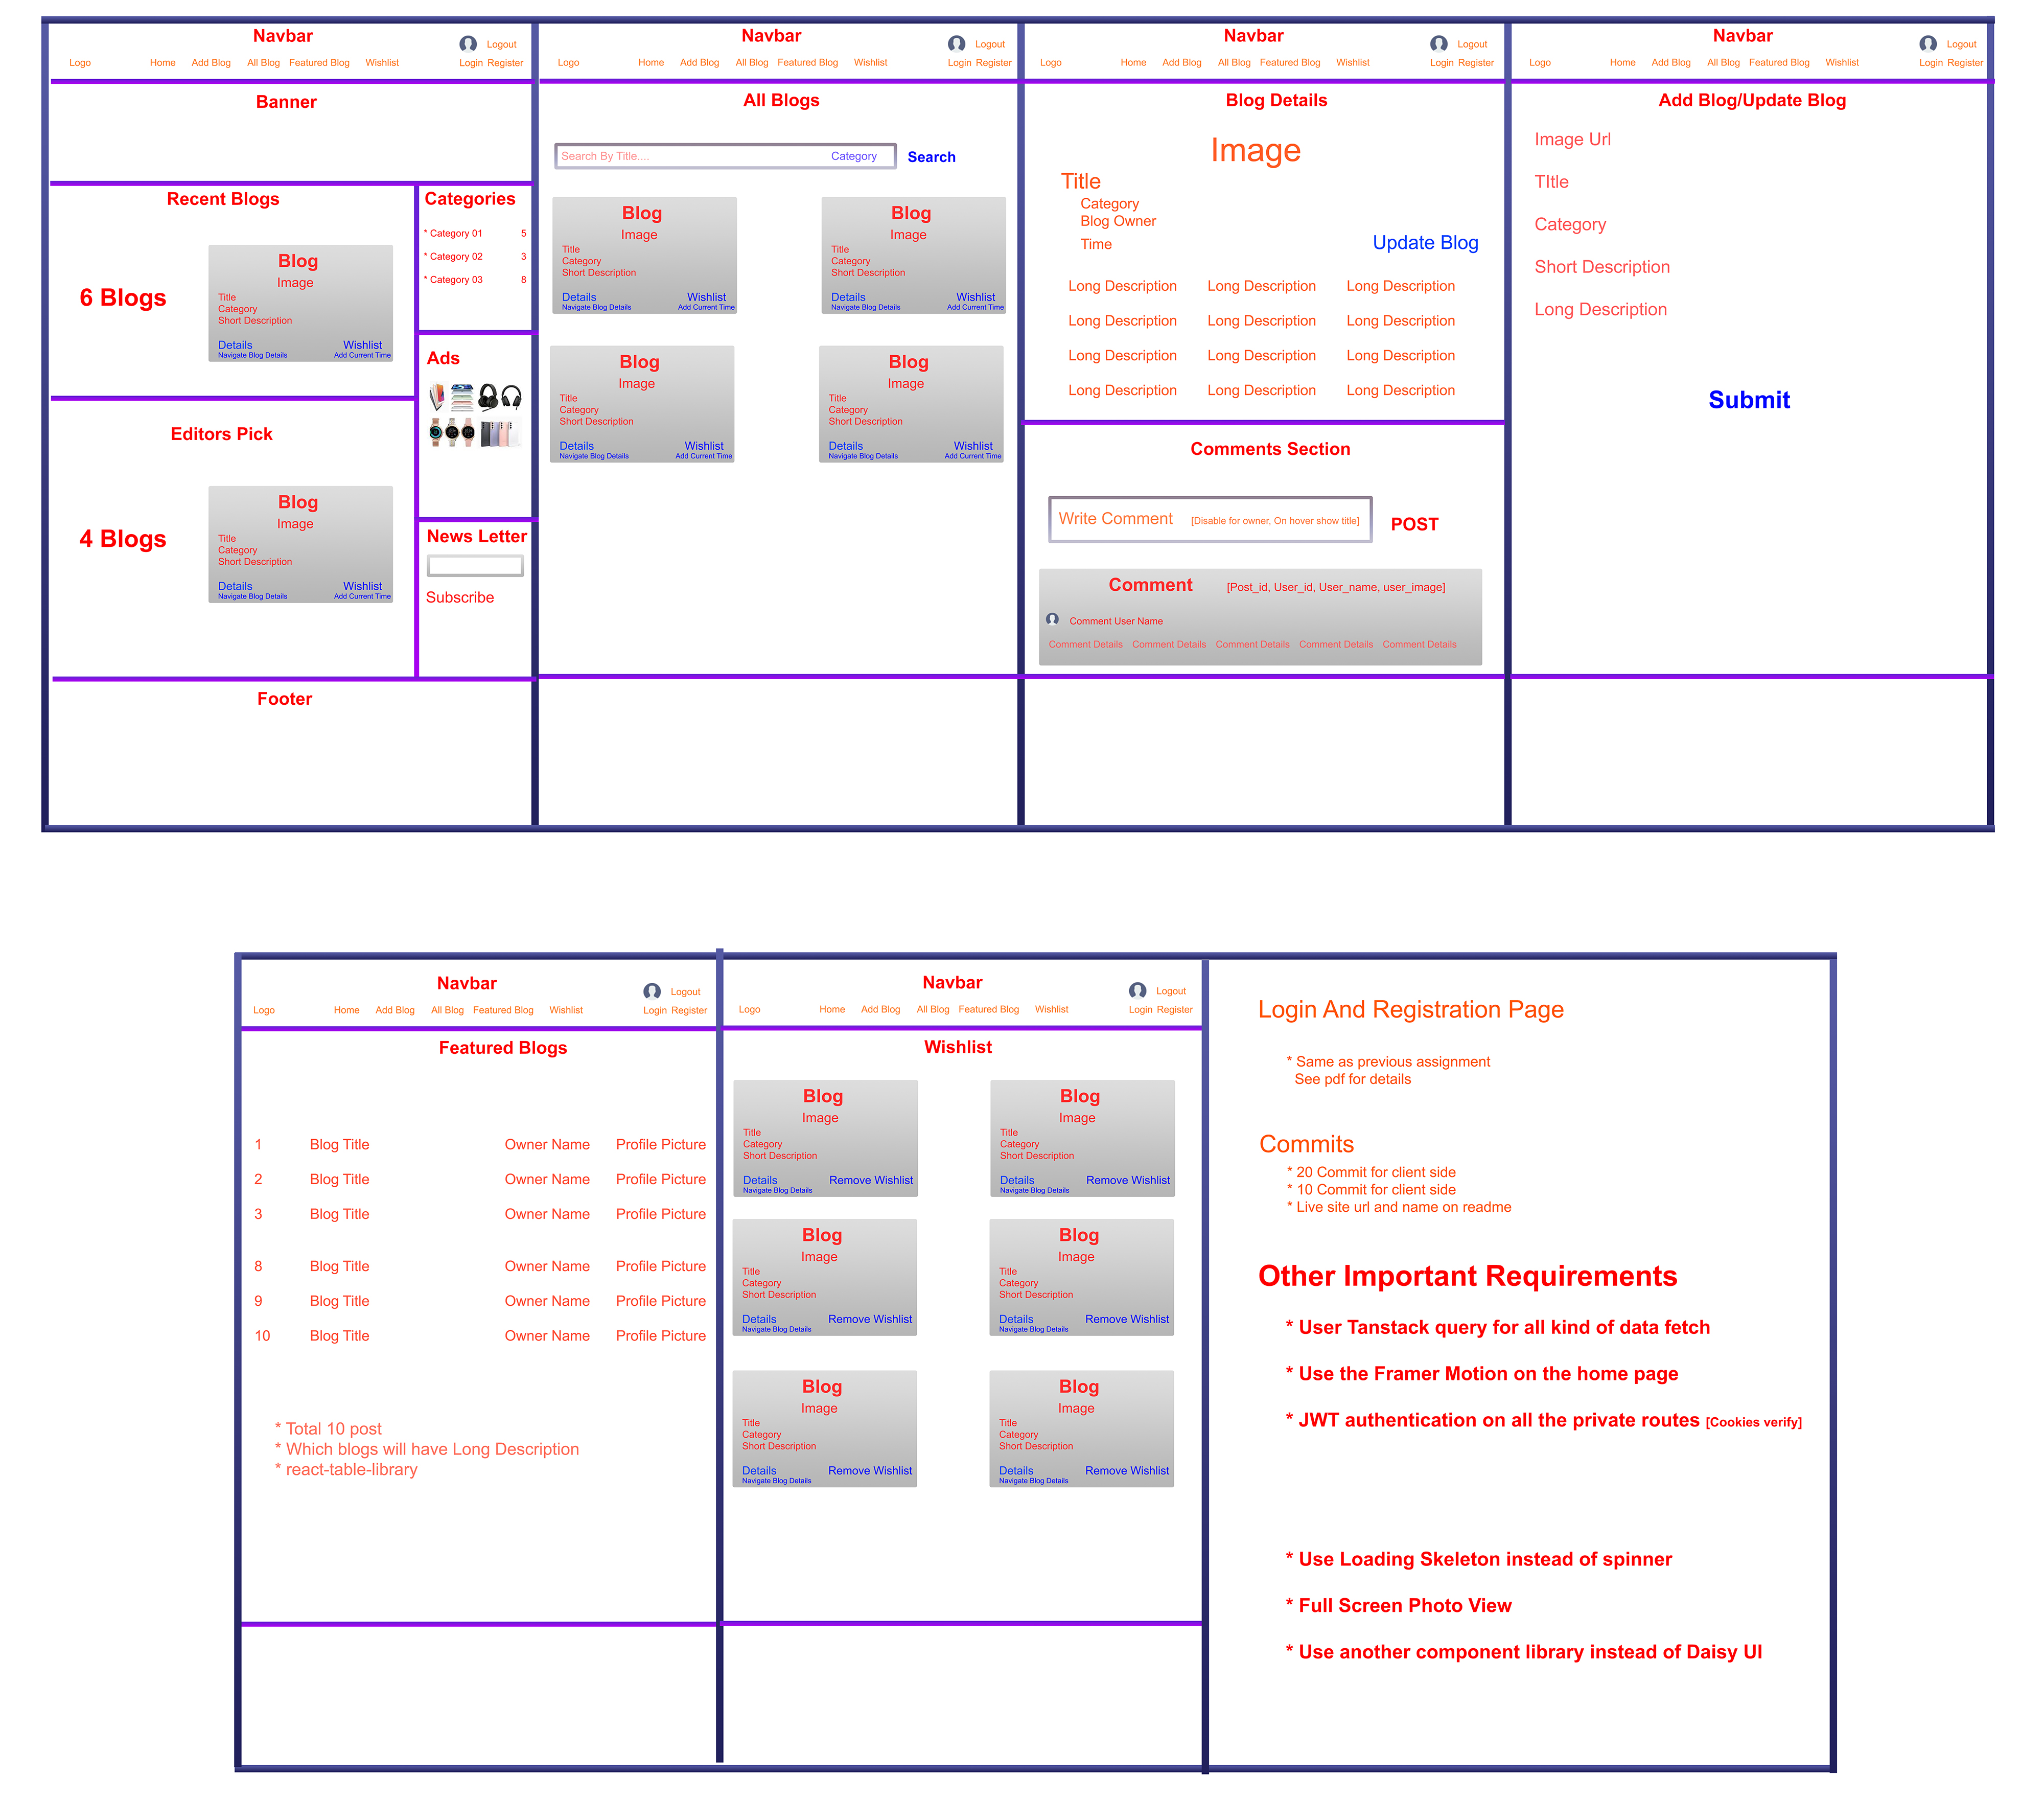 Navbar
Logout
Logo Home Add Blog All Blog Featured Blog Wishlist Login Register
Banner
Recent Blogs
6 Blogs
Blog
Image
Title
Category
Short Description
Details Wishlist
Navigate Blog Details Add Current Time
Editors Pick
4 Blogs
Blog
Image
Title
Category
Short Description
Details Wishlist
Navigate Blog Details Add Current Time
Categories
* Category 01 5
* Category 02 3
* Category 03 8
Ads
News Letter
Subscribe
Footer
Navbar
Logout
Logo Home Add Blog All Blog Featured Blog Wishlist Login Register
All Blogs
Search By Title.... Category Search
Blog
Image
Title
Category
Short Description
Details Wishlist
Navigate Blog Details Add Current Time
Blog
Image
Title
Category
Short Description
Details Wishlist
Navigate Blog Details Add Current Time
Blog
Image
Title
Category
Short Description
Details Wishlist
Navigate Blog Details Add Current Time
Blog
Image
Title
Category
Short Description
Details Wishlist
Navigate Blog Details Add Current Time
Navbar
Logout
Logo Home Add Blog All Blog Featured Blog Wishlist Login Register
Blog Details
Image
Title
Category
Blog Owner
Time
Update Blog
Long Description Long Description Long Description
Long Description Long Description Long Description
Long Description Long Description Long Description
Long Description Long Description Long Description
Comments Section
Write Comment [Disable for owner, On hover show title] POST
Comment [Post_id, User_id, User_name, user_image]
Comment User Name
Comment Details Comment Details Comment Details Comment Details Comment Details
Navbar
Logout
Logo Home Add Blog All Blog Featured Blog Wishlist Login Register
Add Blog/Update Blog
Image Url
TItle
Category
Short Description
Long Description
Submit
Navbar
Logout
Logo Home Add Blog All Blog Featured Blog Wishlist Login Register
Featured Blogs
1 Blog Title Owner Name Profile Picture
2 Blog Title Owner Name Profile Picture
3 Blog Title Owner Name Profile Picture
8 Blog Title Owner Name Profile Picture
9 Blog Title Owner Name Profile Picture
10 Blog Title Owner Name Profile Picture
* Total 10 post
* Which blogs will have Long Description
* react-table-library
Navbar
Logout
Logo Home Add Blog All Blog Featured Blog Wishlist Login Register
Wishlist
Blog
Image
Title
Category
Short Description
Details Remove Wishlist
Navigate Blog Details
Blog
Image
Title
Category
Short Description
Details Remove Wishlist
Navigate Blog Details
Blog
Image
Title
Category
Short Description
Details Remove Wishlist
Navigate Blog Details
Blog
Image
Title
Category
Short Description
Details Remove Wishlist
Navigate Blog Details
Blog
Image
Title
Category
Short Description
Details Remove Wishlist
Navigate Blog Details
Blog
Image
Title
Category
Short Description
Details Remove Wishlist
Navigate Blog Details
Login And Registration Page
* Same as previous assignment
See pdf for details
Commits
* 20 Commit for client side
* 10 Commit for client side
* Live site url and name on readme
Other Important Requirements
* User Tanstack query for all kind of data fetch
* Use the Framer Motion on the home page
* JWT authentication on all the private routes [Cookies verify]
* Use Loading Skeleton instead of spinner
* Full Screen Photo View
* Use another component library instead of Daisy UI